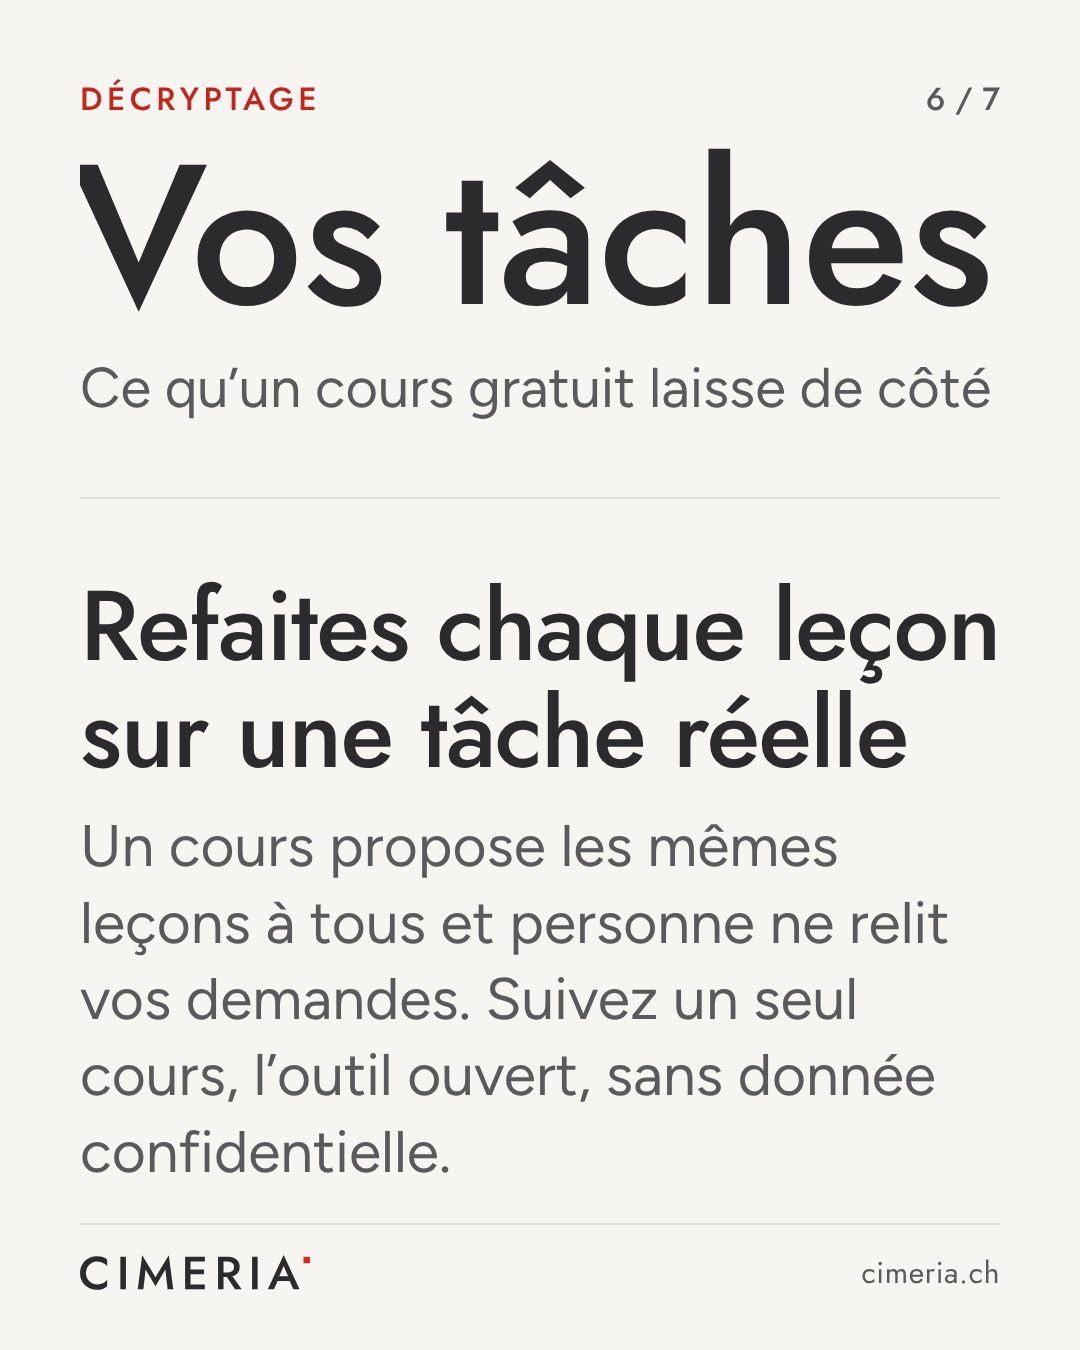 DÉCRYPTAGE
6 / 7
Vos tâches
Ce qu’un cours gratuit laisse de côté
Refaites chaque leçon
sur une tâche réelle
Un cours propose les mêmes
leçons à tous et personne ne relit
vos demandes. Suivez un seul
cours, l’outil ouvert, sans donnée
confidentielle.
CIMERIA
cimeria.ch